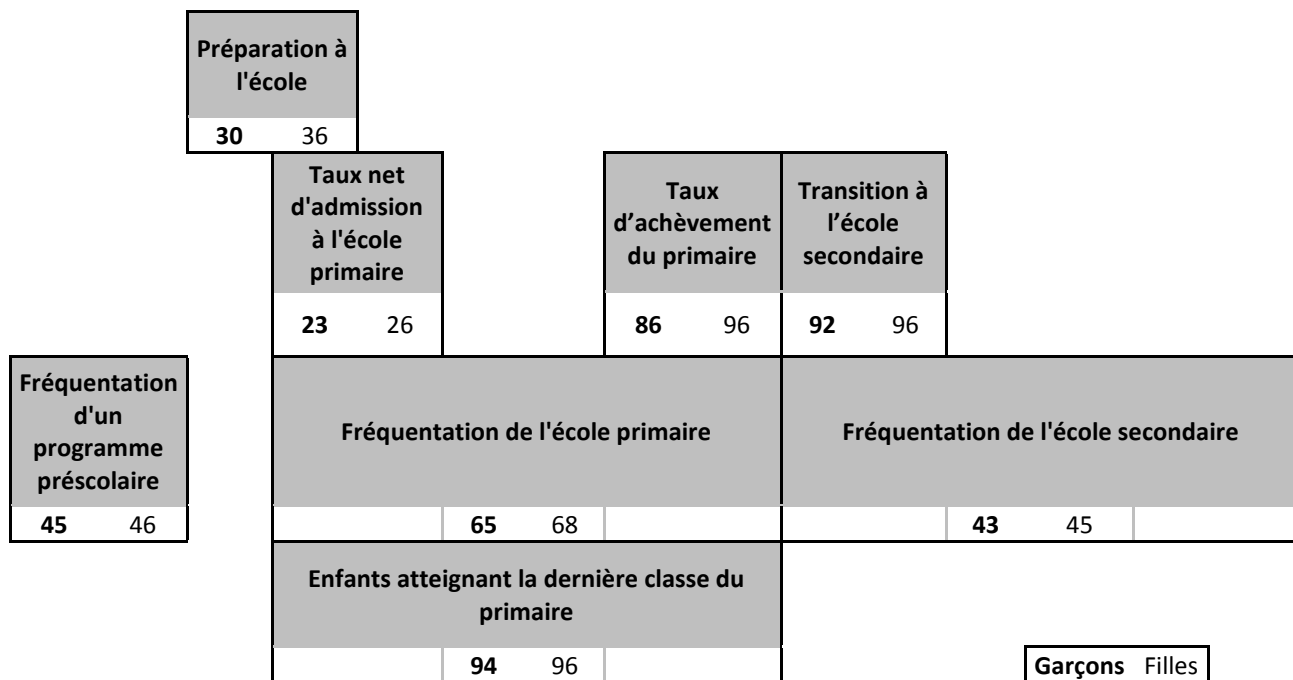 Préparation à
l'école
30 36
Taux net
d'admission
à l'école
primaire
23 26
Taux
d’achèvement
du primaire
86 96
Transition à
l’école
secondaire
92 96
Fréquentation
d'un
programme
préscolaire
45 46
Fréquentation de l'école primaire
65 68
Fréquentation de l'école secondaire
43 45
Enfants atteignant la dernière classe du
primaire
94 96
Garçons Filles